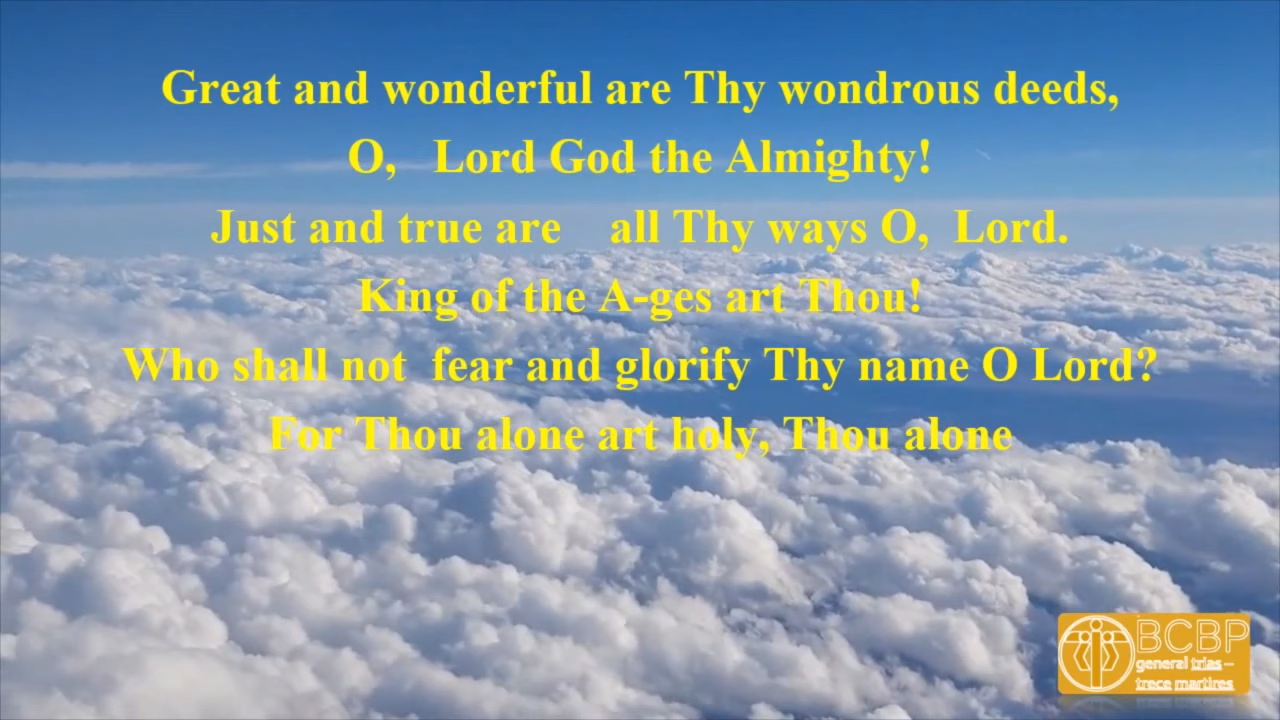 Great and wonderful are Thy wondrous deeds,
O, Lord God the Almighty!
Just and true are all Thy ways O, Lord.
King of the A-ges art Thou!
Who shall not fear and glorify Thy name O Lord?
For Thou alone art holy, Thou alone
BCBP
general trias –
trece martires